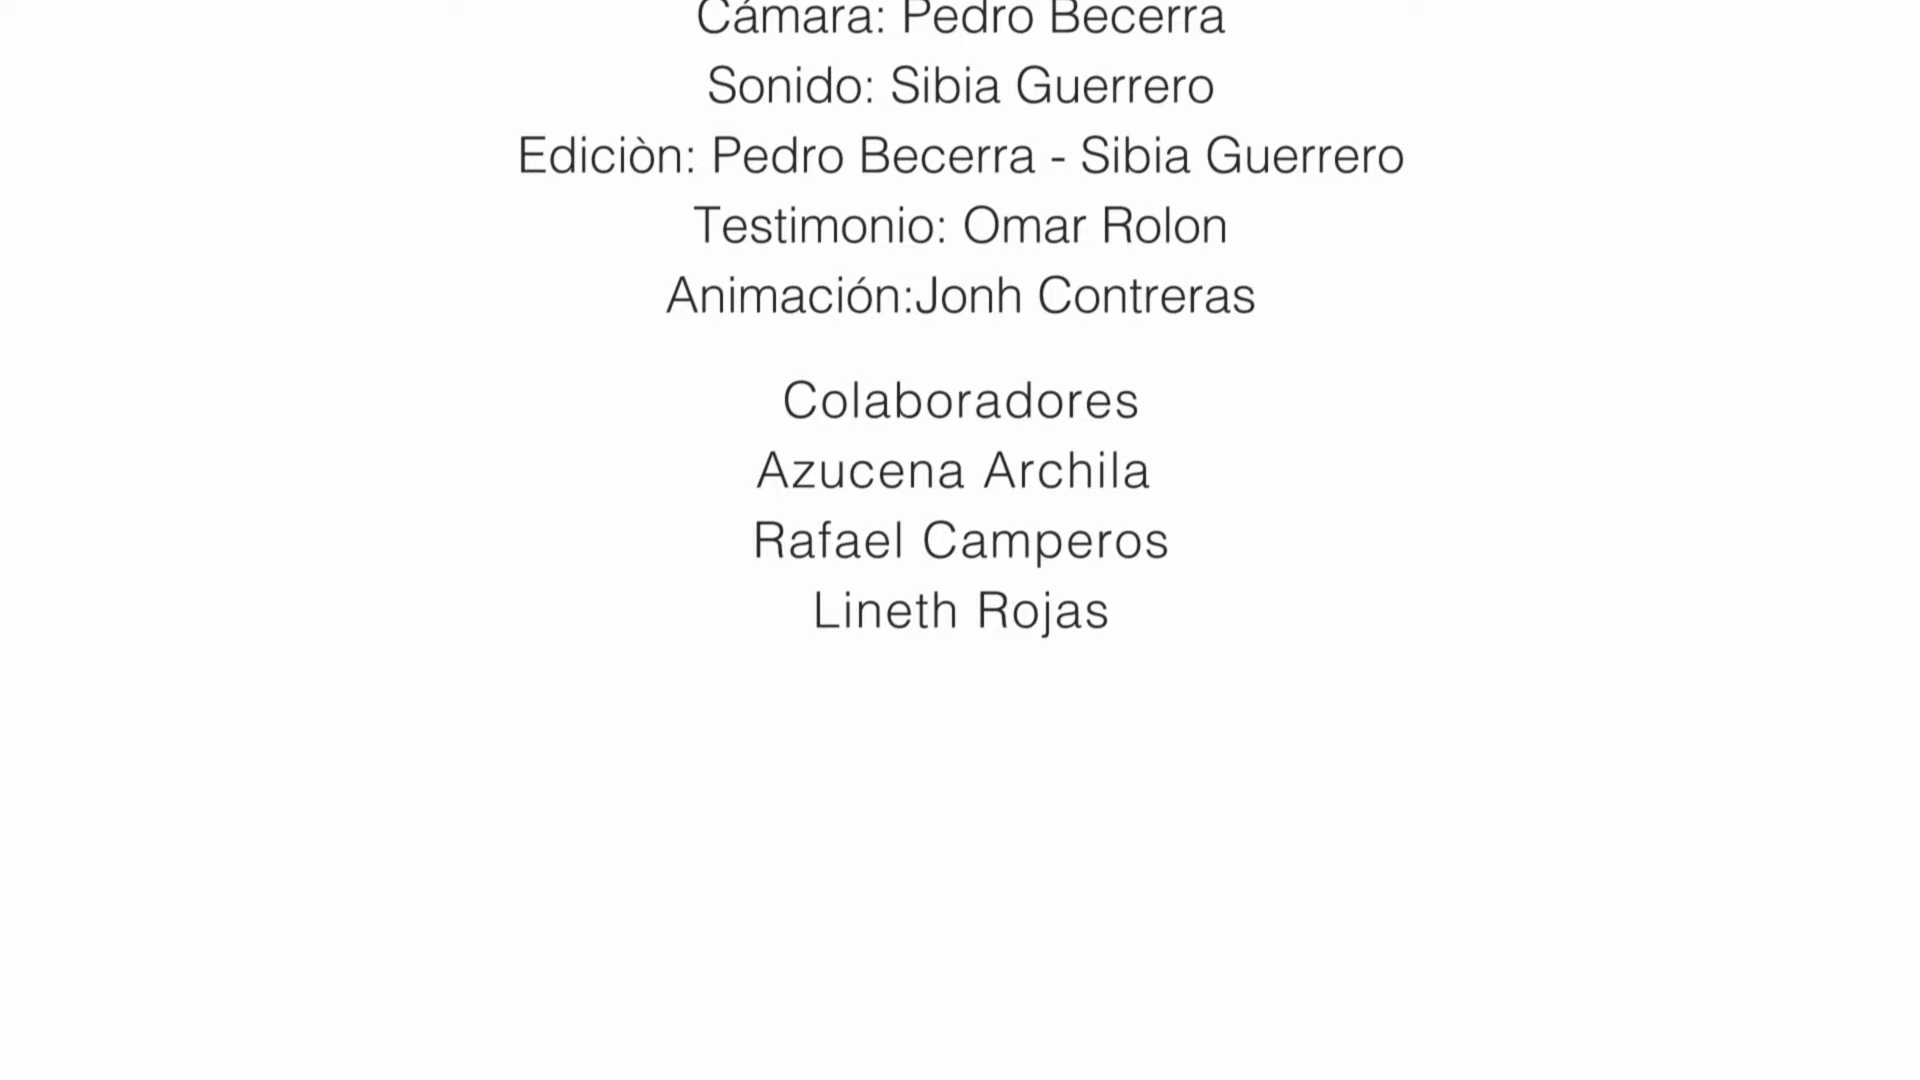 Cámara: Pedro Becerra
Sonido: Sibia Guerrero
Ediciòn: Pedro Becerra - Sibia Guerrero
Testimonio: Omar Rolon
Animación:Jonh Contreras
Colaboradores
Azucena Archila
Rafael Camperos
Lineth Rojas